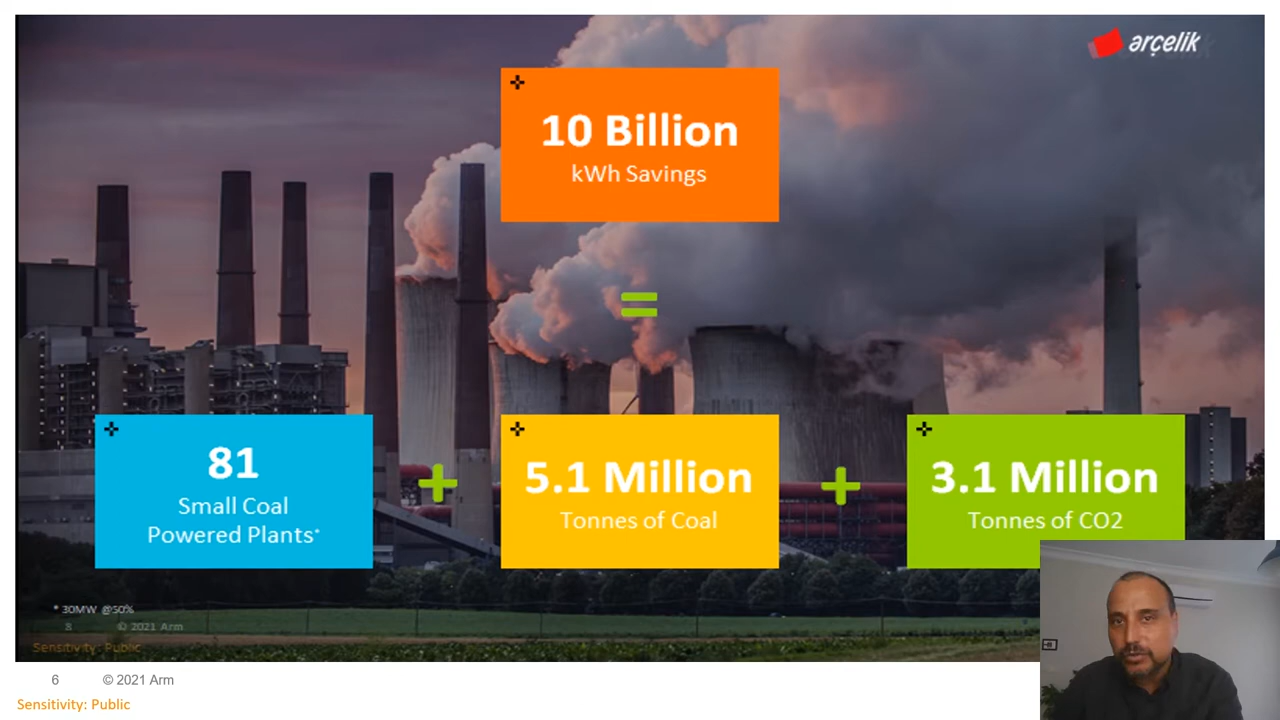 arçelik
10 Billion
kWh Savings
=
81
Small Coal
Powered Plants*
+
5.1 Million
Tonnes of Coal
+
3.1 Million
Tonnes of CO2
* 30MW @50%
8 © 2021 Arm
Sensitivity: Public
6 © 2021 Arm
Sensitivity: Public